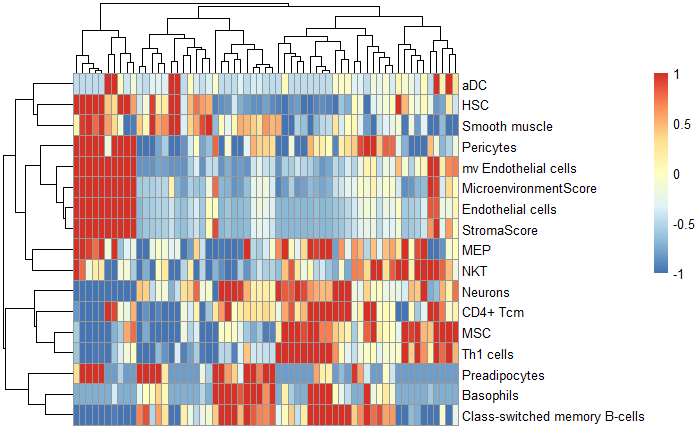 aDC
HSC
Smooth muscle
Pericytes
mv Endothelial cells
MicroenvironmentScore
Endothelial cells
StromaScore
MEP
NKT
Neurons
CD4+ Tcm
MSC
Th1 cells
Preadipocytes
Basophils
Class-switched memory B-cells
1
0.5
0
-0.5
-1